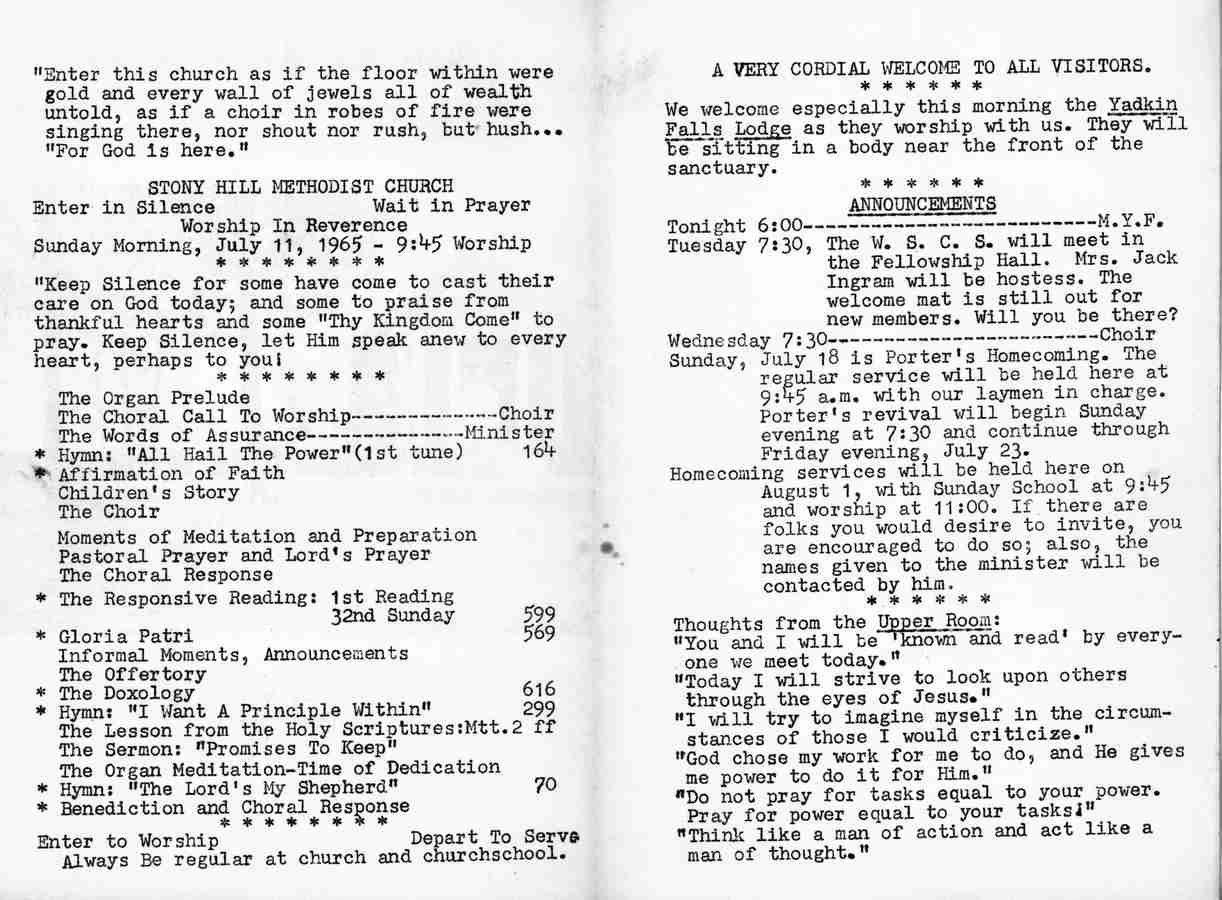 "Enter this church as if the floor within were
gold and every wall of jewels all of wealth
untold, as if a choir in robes of fire were
singing there, nor shout nor rush, but hush...
"For God is here."
STONY HILL METHODIST CHURCH
Enter in Silence Wait in Prayer
Worship In Reverence
Sunday Morning, July 11, 1965 - 9:45 Worship
* * * * * * * *
"Keep Silence for some have come to cast their
care on God today; and some to praise from
thankful hearts and some "Thy Kingdom Come" to
pray. Keep Silence, let Him speak anew to every
heart, perhaps to you!
* * * * * * * *
The Organ Prelude
The Choral Call To Worship----------------Choir
The Words of Assurance-----------------Minister
* Hymn: "All Hail The Power"(1st tune) 164
* Affirmation of Faith
Children's Story
The Choir
Moments of Meditation and Preparation
Pastoral Prayer and Lord's Prayer
The Choral Response
* The Responsive Reading: 1st Reading
32nd Sunday 599
* Gloria Patri 569
Informal Moments, Announcements
The Offertory
* The Doxology 616
* Hymn: "I Want A Principle Within" 299
The Lesson from the Holy Scriptures:Mtt.2 ff
The Sermon: "Promises To Keep"
The Organ Meditation-Time of Dedication
* Hymn: "The Lord's My Shepherd" 70
* Benediction and Choral Response
* * * * * * * *
Enter to Worship Depart To Serve
Always Be regular at church and churchschool.
A VERY CORDIAL WELCOME TO ALL VISITORS.
* * * * * *
We welcome especially this morning the Yadkin
Falls Lodge as they worship with us. They will
be sitting in a body near the front of the
sanctuary.
* * * * * *
ANNOUNCEMENTS
Tonight 6:00---------------------------M.Y.F.
Tuesday 7:30, The W. S. C. S. will meet in
the Fellowship Hall. Mrs. Jack
Ingram will be hostess. The
welcome mat is still out for
new members. Will you be there?
Wednesday 7:30-------------------------Choir
Sunday, July 18 is Porter's Homecoming. The
regular service will be held here at
9:45 a.m. with our laymen in charge.
Porter's revival will begin Sunday
evening at 7:30 and continue through
Friday evening, July 23.
Homecoming services will be held here on
August 1, with Sunday School at 9:45
and worship at 11:00. If there are
folks you would desire to invite, you
are encouraged to do so; also, the
names given to the minister will be
contacted by him.
* * * * * *
Thoughts from the Upper Room:
"You and I will be 'known and read' by every-
one we meet today."
"Today I will strive to look upon others
through the eyes of Jesus."
"I will try to imagine myself in the circum-
stances of those I would criticize."
"God chose my work for me to do, and He gives
me power to do it for Him."
"Do not pray for tasks equal to your power.
Pray for power equal to your tasks!"
"Think like a man of action and act like a
man of thought."